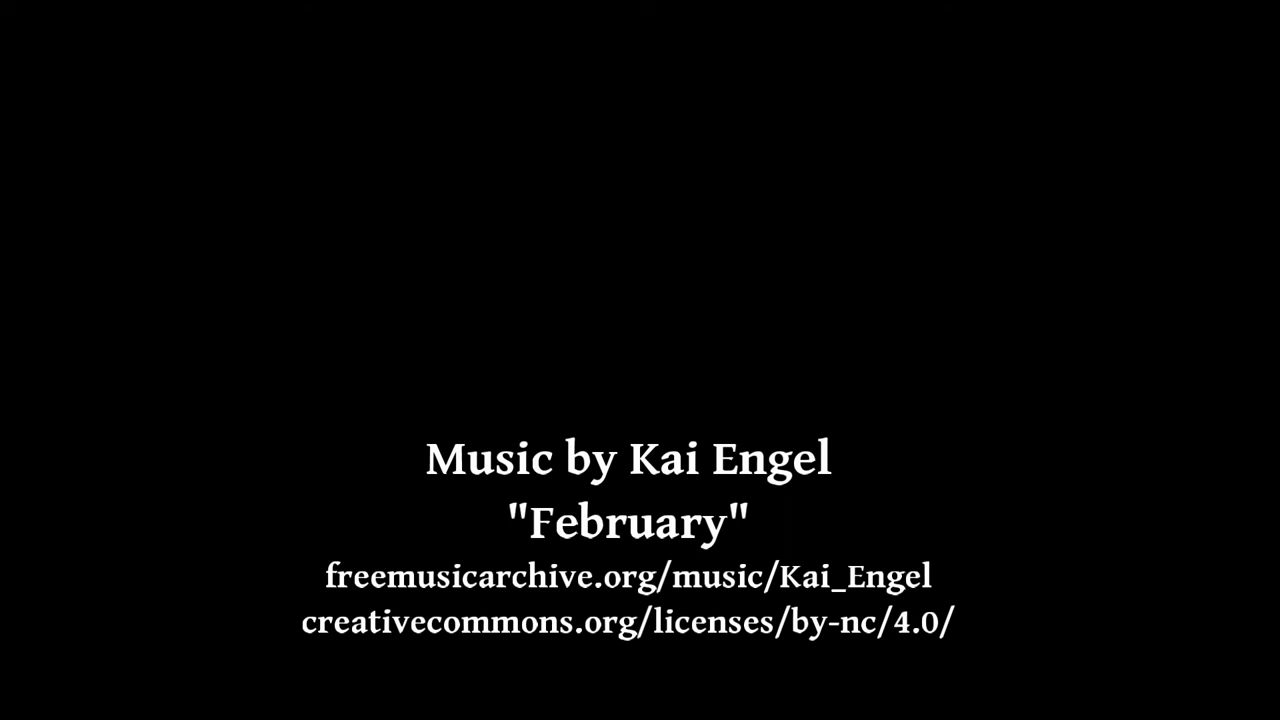 Music by Kai Engel
"February"
freemusicarchive.org/music/Kai_Engel
creativecommons.org/licenses/by-nc/4.0/